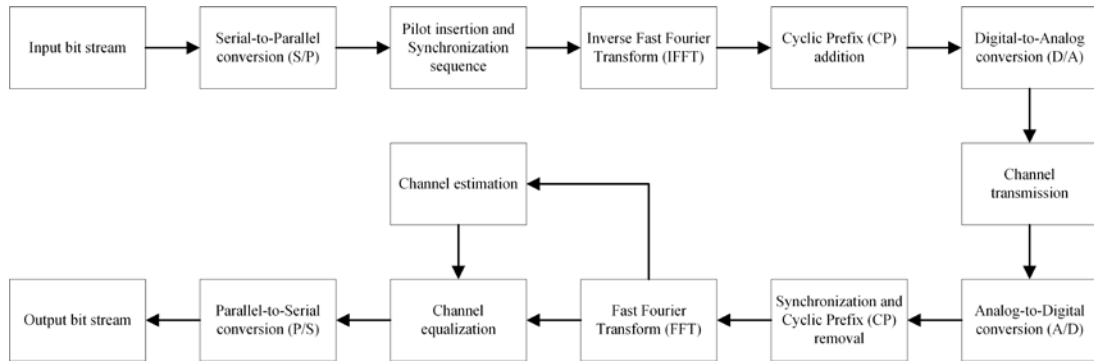 Input bit stream
Serial-to-Parallel
conversion (S/P)
Pilot insertion and
Synchronization
sequence
Inverse Fast Fourier
Transform (IFFT)
Cyclic Prefix (CP)
addition
Digital-to-Analog
conversion (D/A)
Channel estimation
Channel
transmission
Output bit stream
Parallel-to-Serial
conversion (P/S)
Channel
equalization
Fast Fourier
Transform (FFT)
Synchronization and
Cyclic Prefix (CP)
removal
Analog-to-Digital
conversion (A/D)